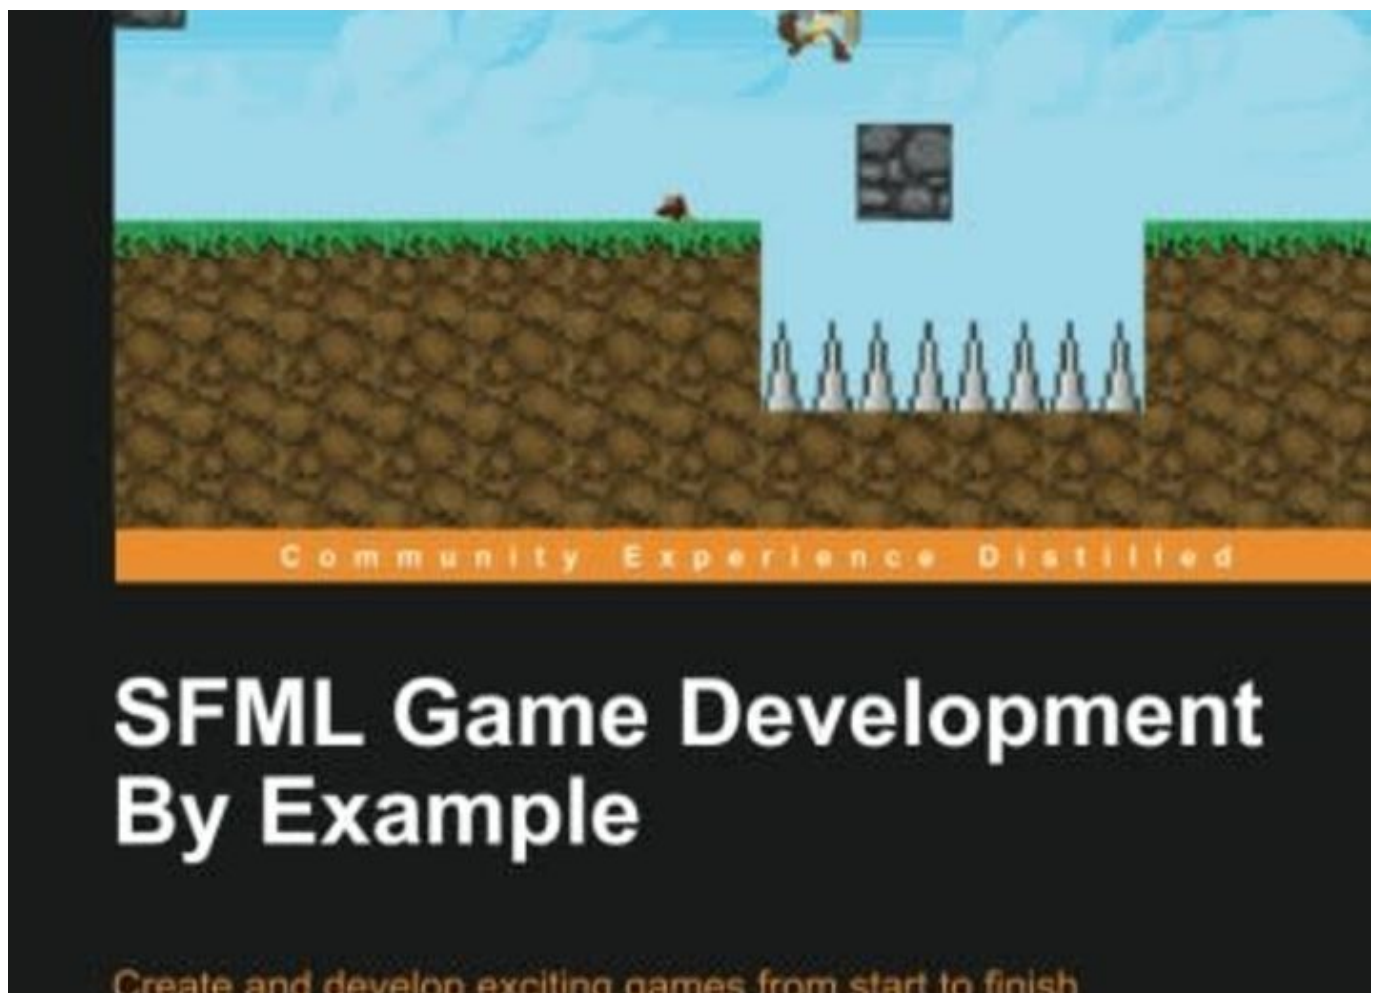 Community Experience Distilled
SFML Game Development
By Example
Create and develop exciting games from start to finish